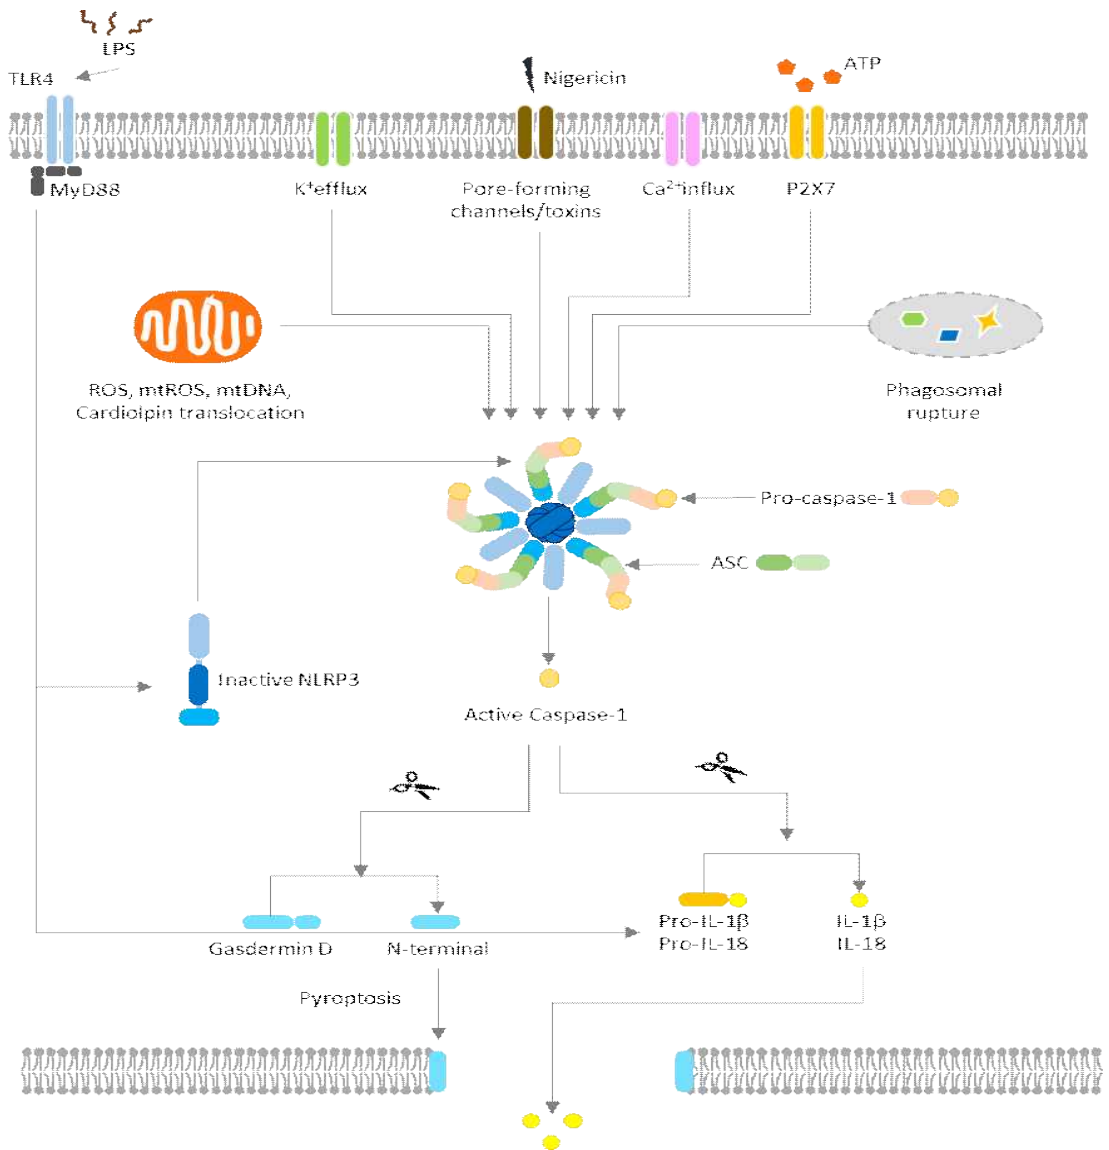 LPS
TLR4
Nigericin
ATP
MyD88
K+efflux
Pore-forming
channels/toxins
Ca2+influx
P2X7
ROS, mtROS, mtDNA,
Cardiolpin translocation
Phagosomal
rupture
Pro-caspase-1
ASC
Inactive NLRP3
Active Caspase-1
Gasdermin D
N-terminal
Pro-IL-1β
Pro-IL-18
IL-1β
IL-18
Pyroptosis